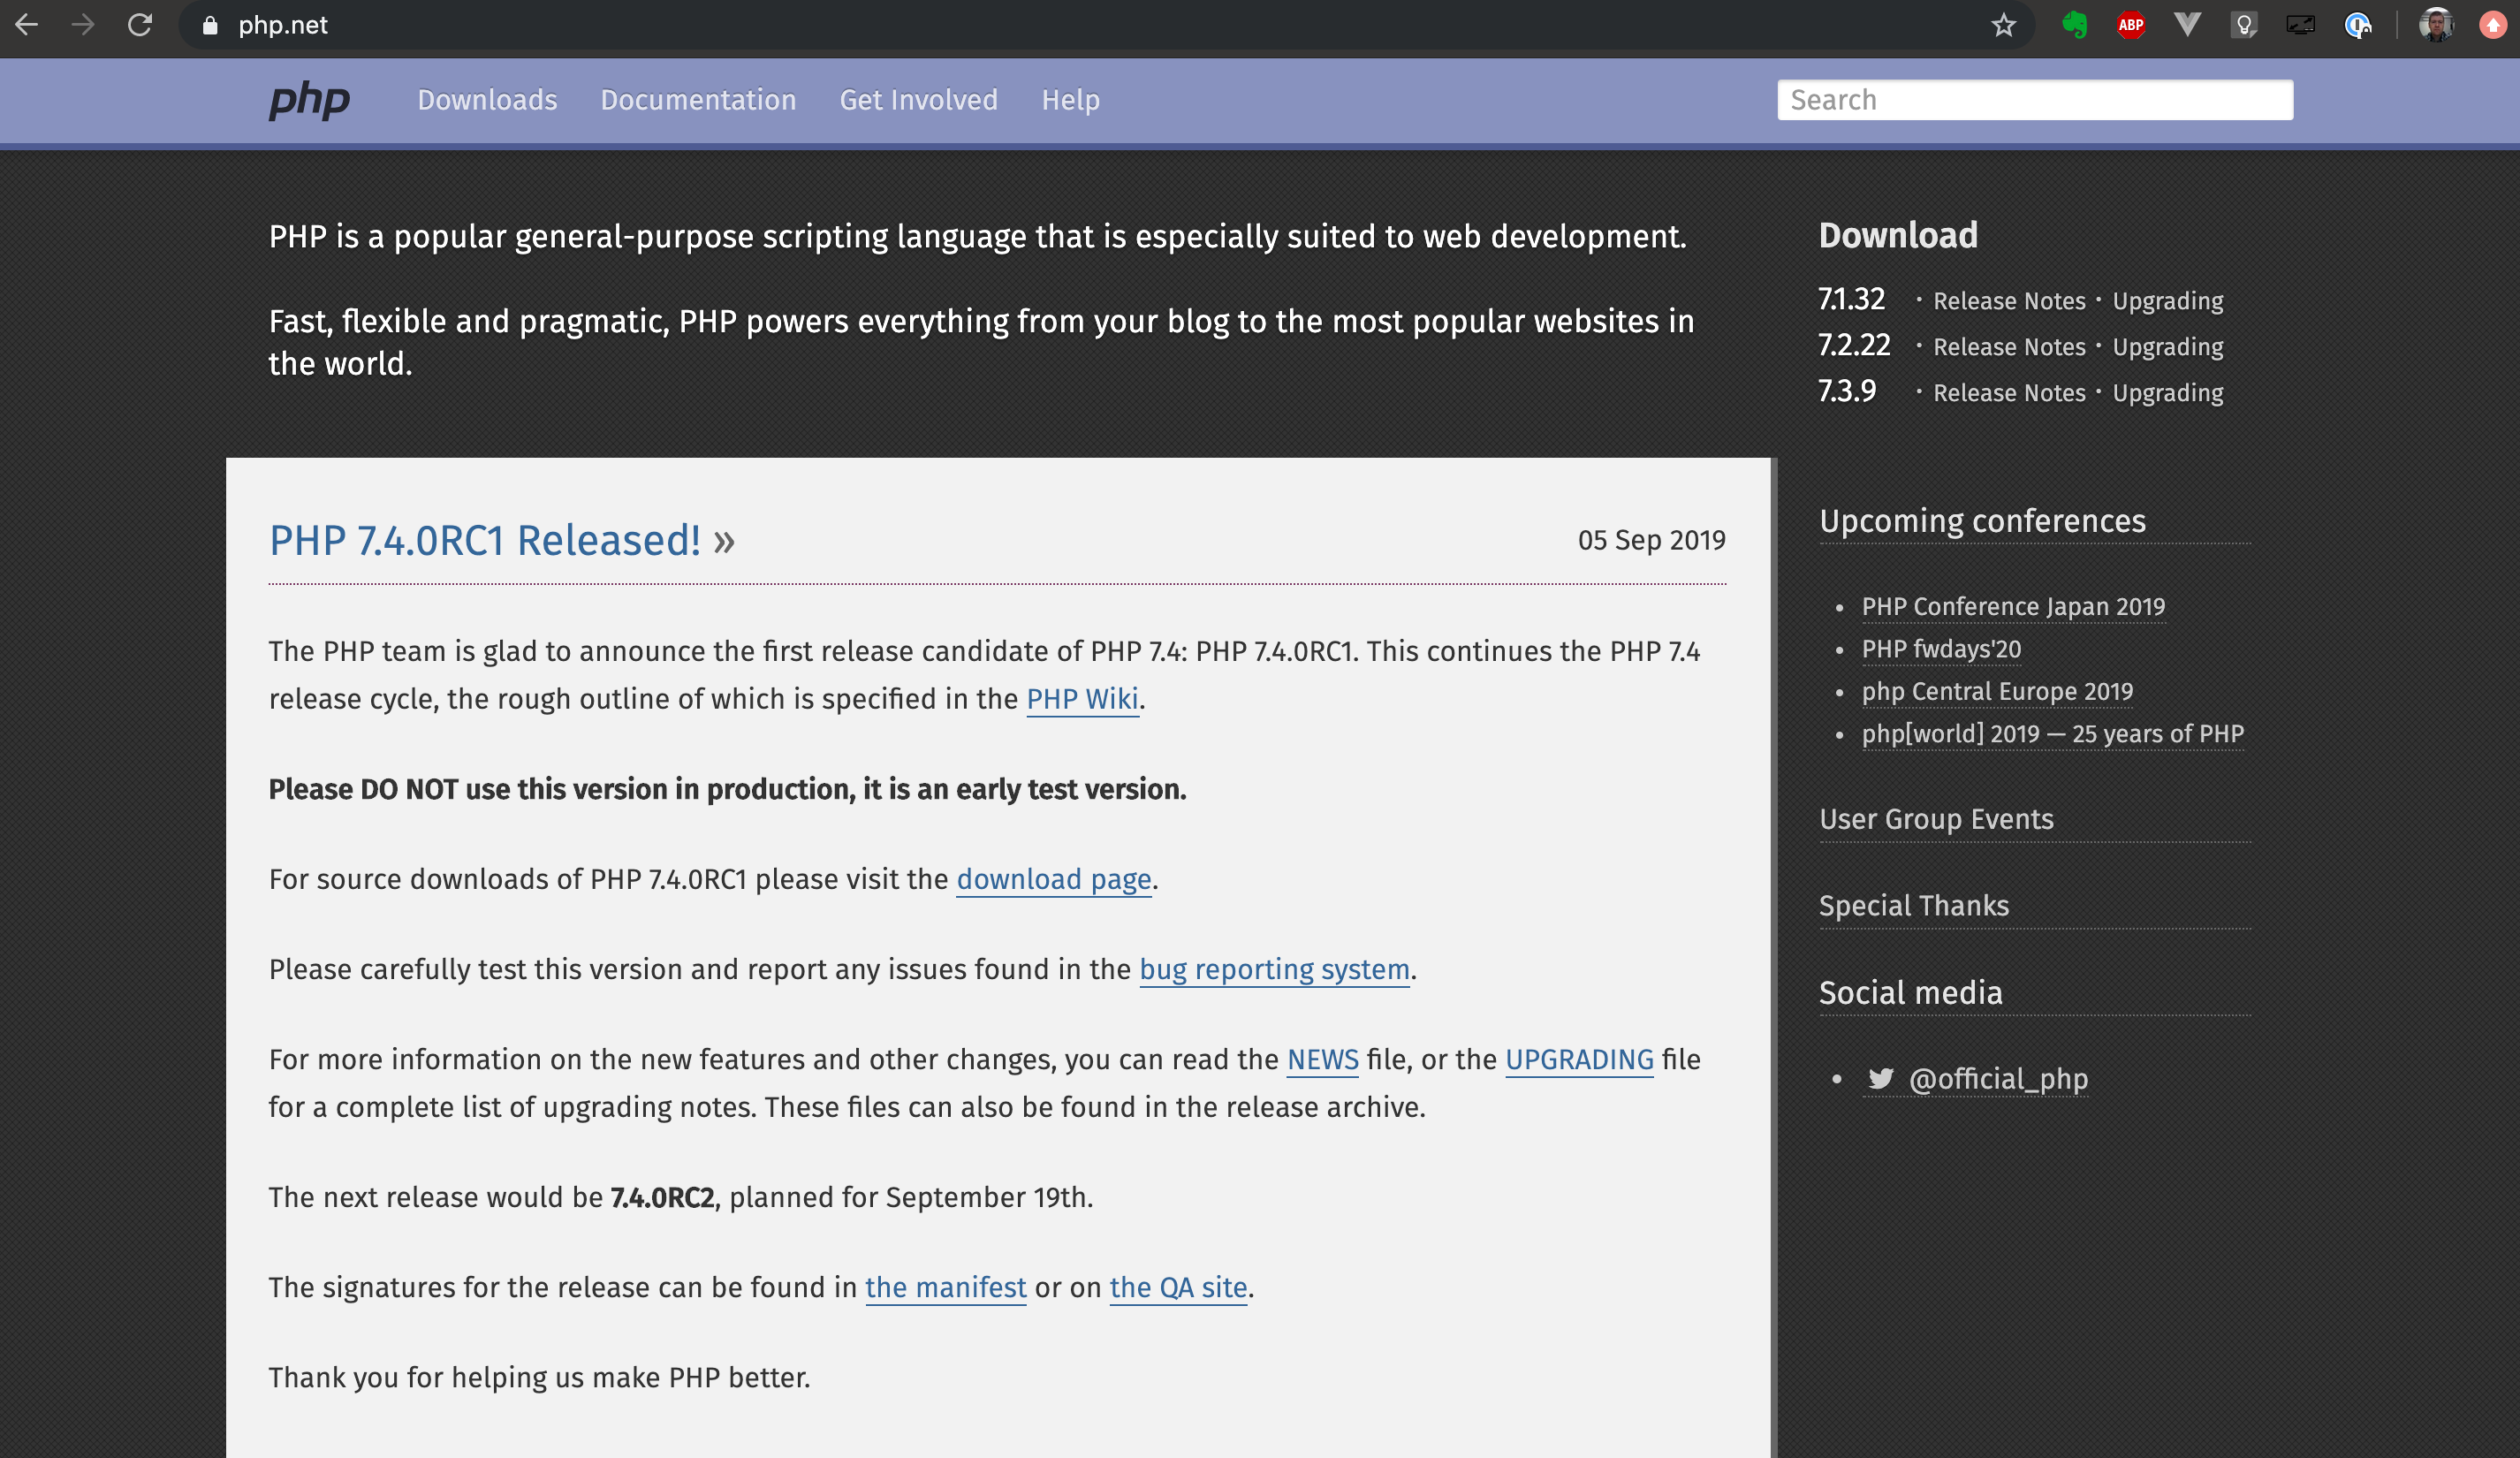 php.net
ABP
php
Downloads
Documentation
Get Involved
Help
Search
PHP is a popular general-purpose scripting language that is especially suited to web development.
Fast, flexible and pragmatic, PHP powers everything from your blog to the most popular websites in
the world.
Download
7.1.32 · Release Notes · Upgrading
7.2.22 · Release Notes · Upgrading
7.3.9 · Release Notes · Upgrading
PHP 7.4.0RC1 Released! »
05 Sep 2019
The PHP team is glad to announce the first release candidate of PHP 7.4: PHP 7.4.0RC1. This continues the PHP 7.4
release cycle, the rough outline of which is specified in the PHP Wiki.
Please DO NOT use this version in production, it is an early test version.
For source downloads of PHP 7.4.0RC1 please visit the download page.
Please carefully test this version and report any issues found in the bug reporting system.
For more information on the new features and other changes, you can read the NEWS file, or the UPGRADING file
for a complete list of upgrading notes. These files can also be found in the release archive.
The next release would be 7.4.0RC2, planned for September 19th.
The signatures for the release can be found in the manifest or on the QA site.
Thank you for helping us make PHP better.
Upcoming conferences
• PHP Conference Japan 2019
• PHP fwdays'20
• php Central Europe 2019
• php[world] 2019 — 25 years of PHP
User Group Events
Special Thanks
Social media
• @official_php